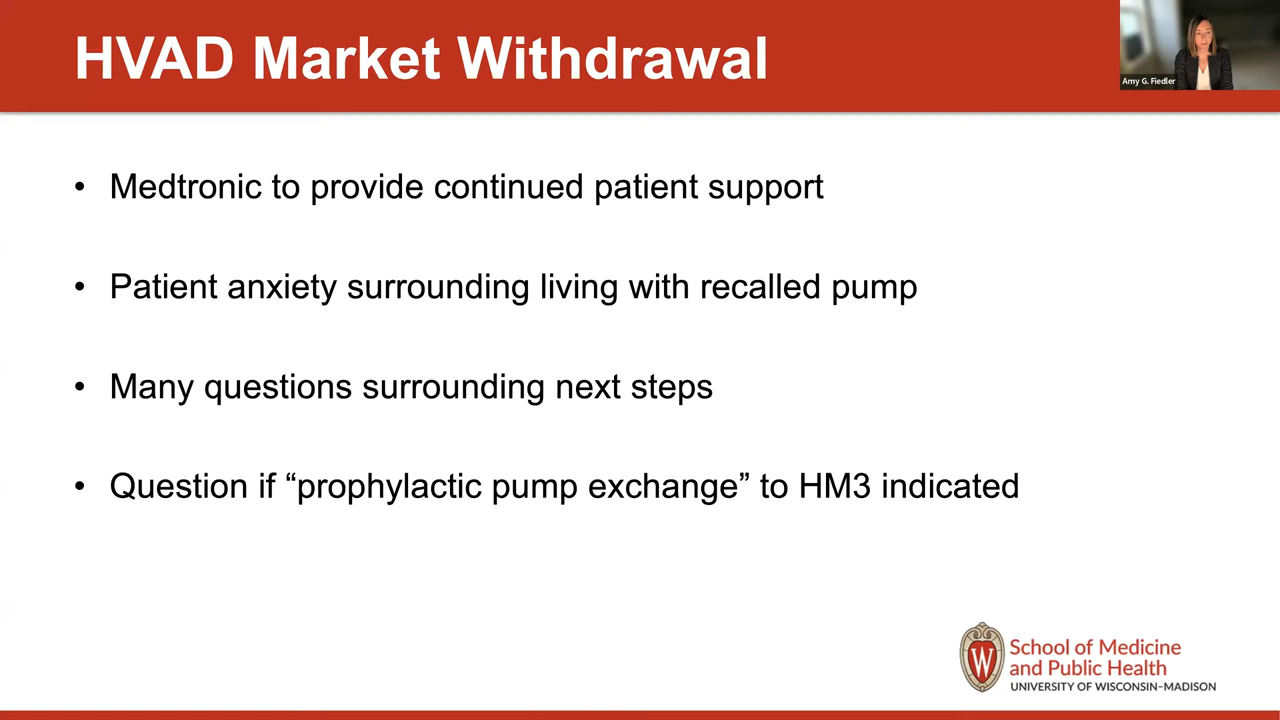 HVAD Market Withdrawal
Amy G. Fiedler
• Medtronic to provide continued patient support
• Patient anxiety surrounding living with recalled pump
• Many questions surrounding next steps
• Question if “prophylactic pump exchange” to HM3 indicated
W
School of Medicine
and Public Health
UNIVERSITY OF WISCONSIN–MADISON